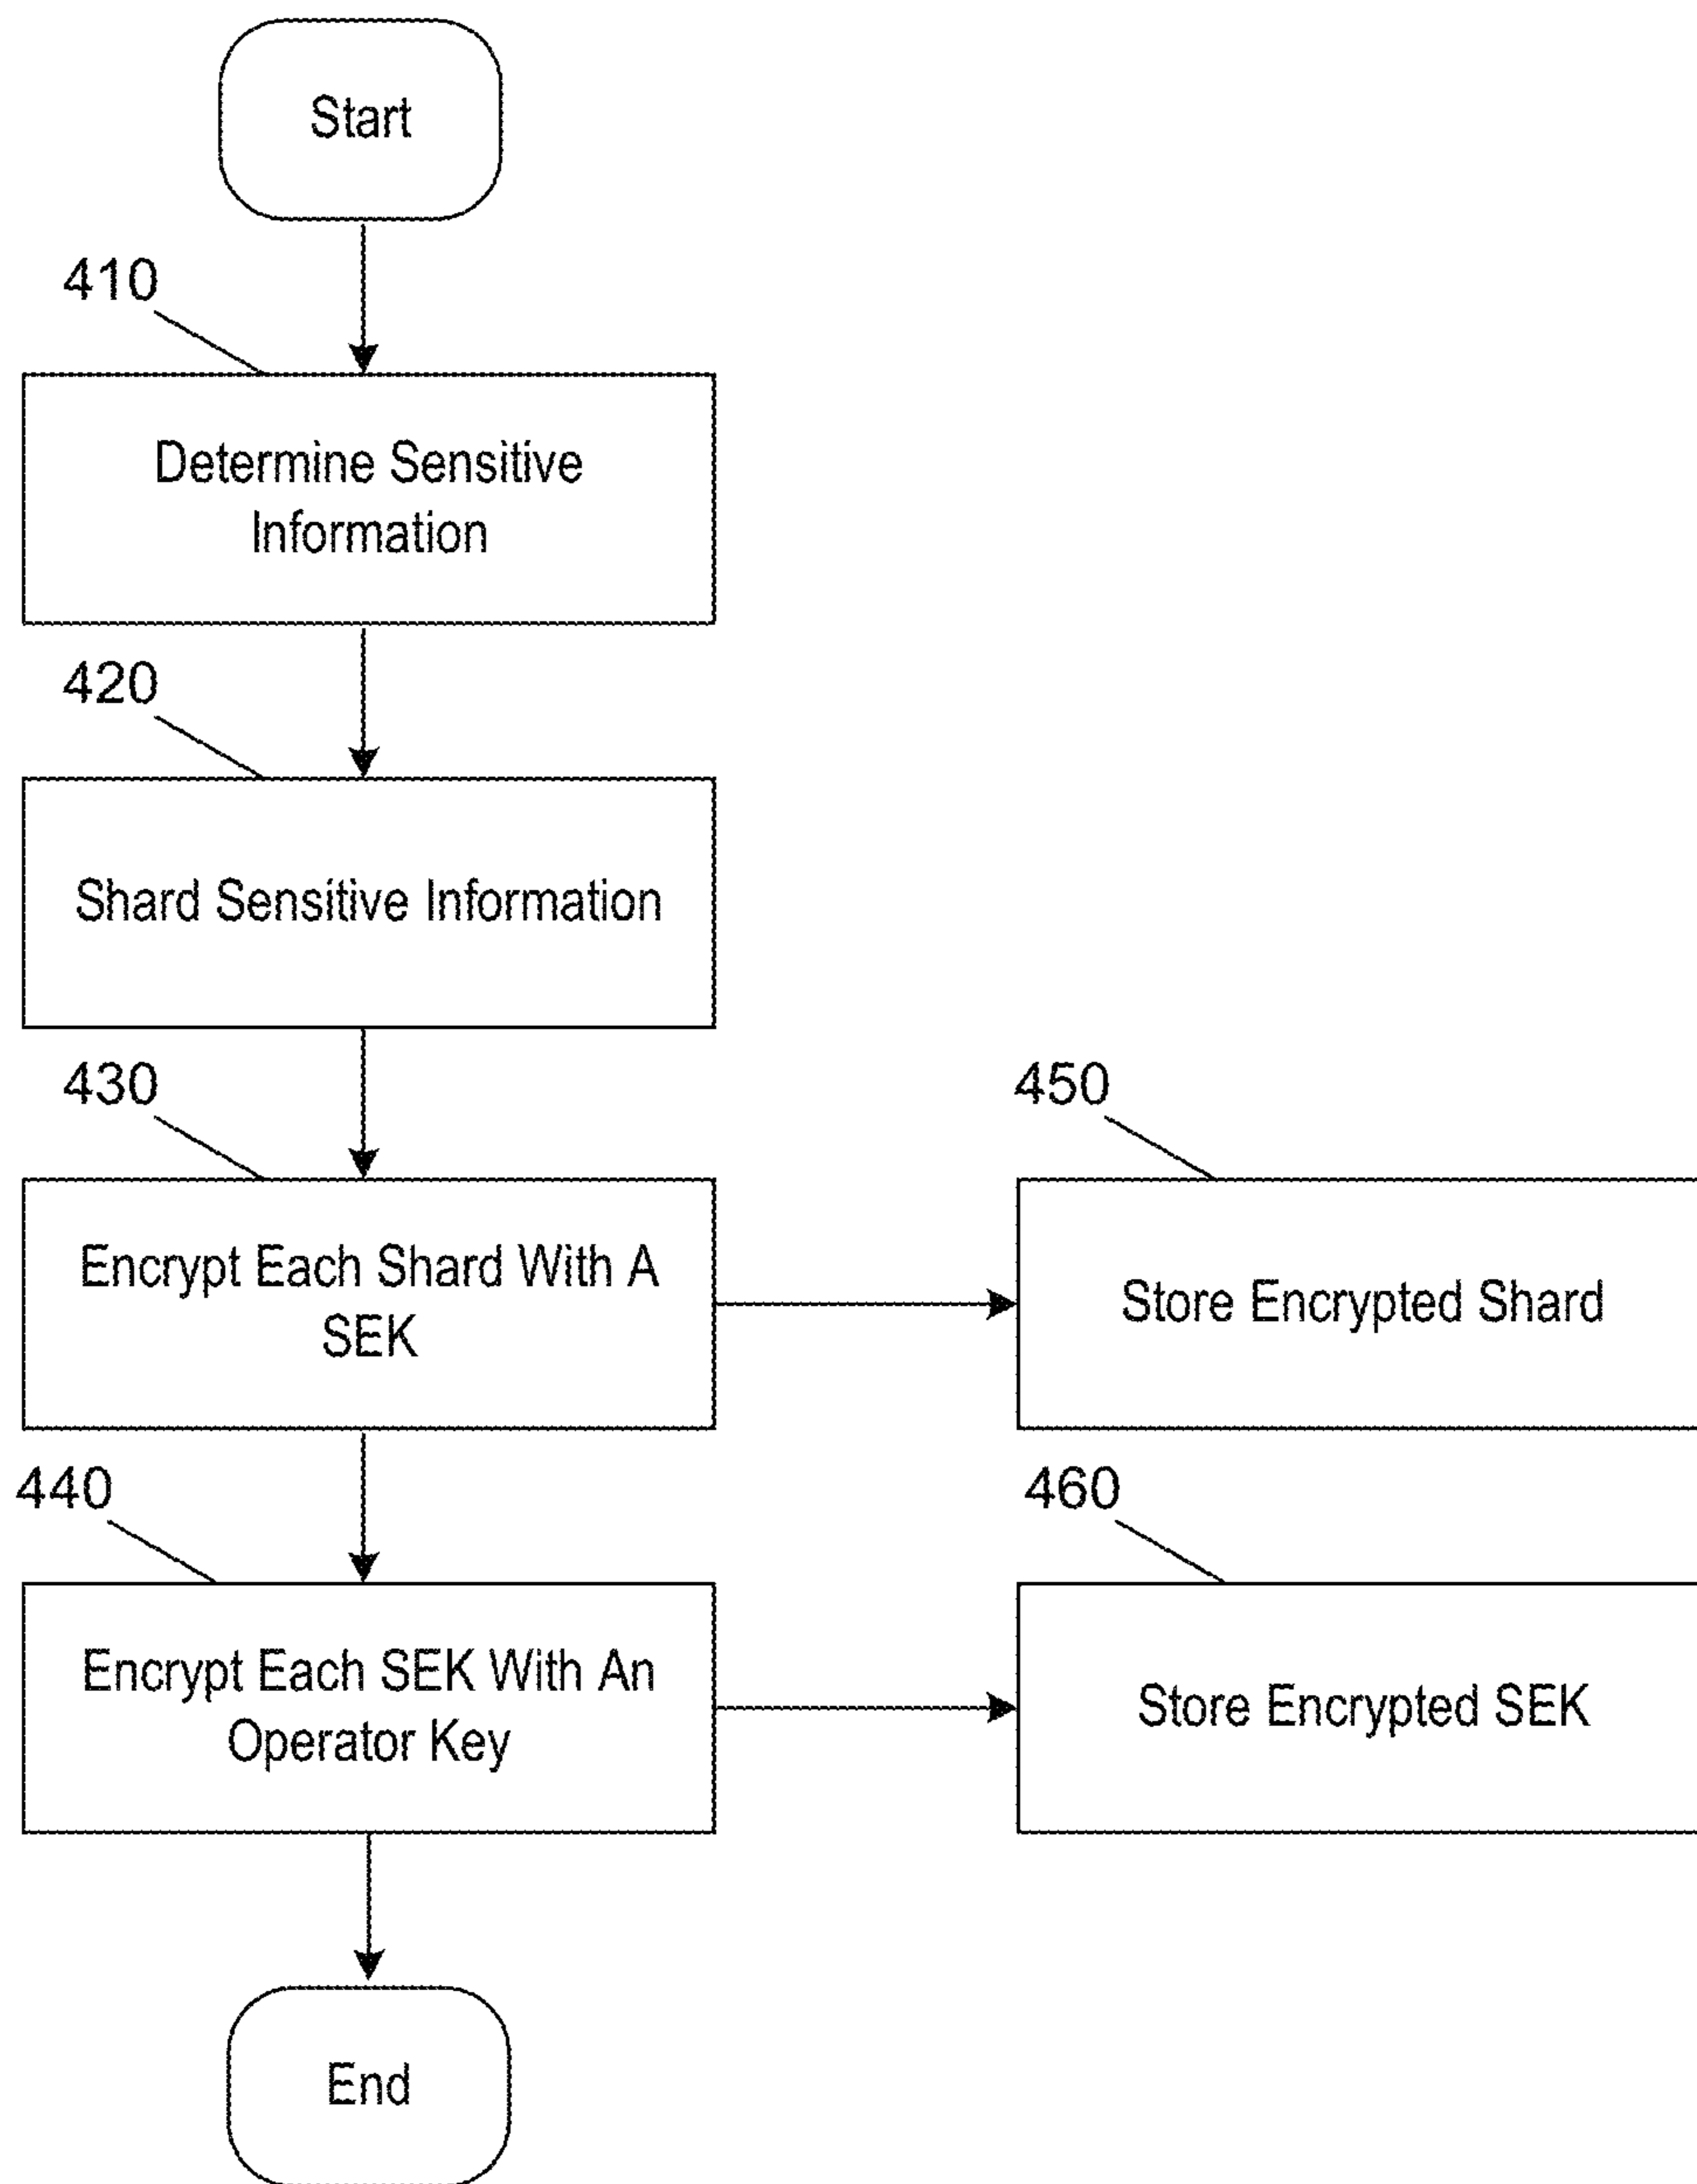 Start
410
Determine Sensitive
Information
420
Shard Sensitive Information
430
Encrypt Each Shard With A
SEK
450
Store Encrypted Shard
440
Encrypt Each SEK With An
Operator Key
460
Store Encrypted SEK
End